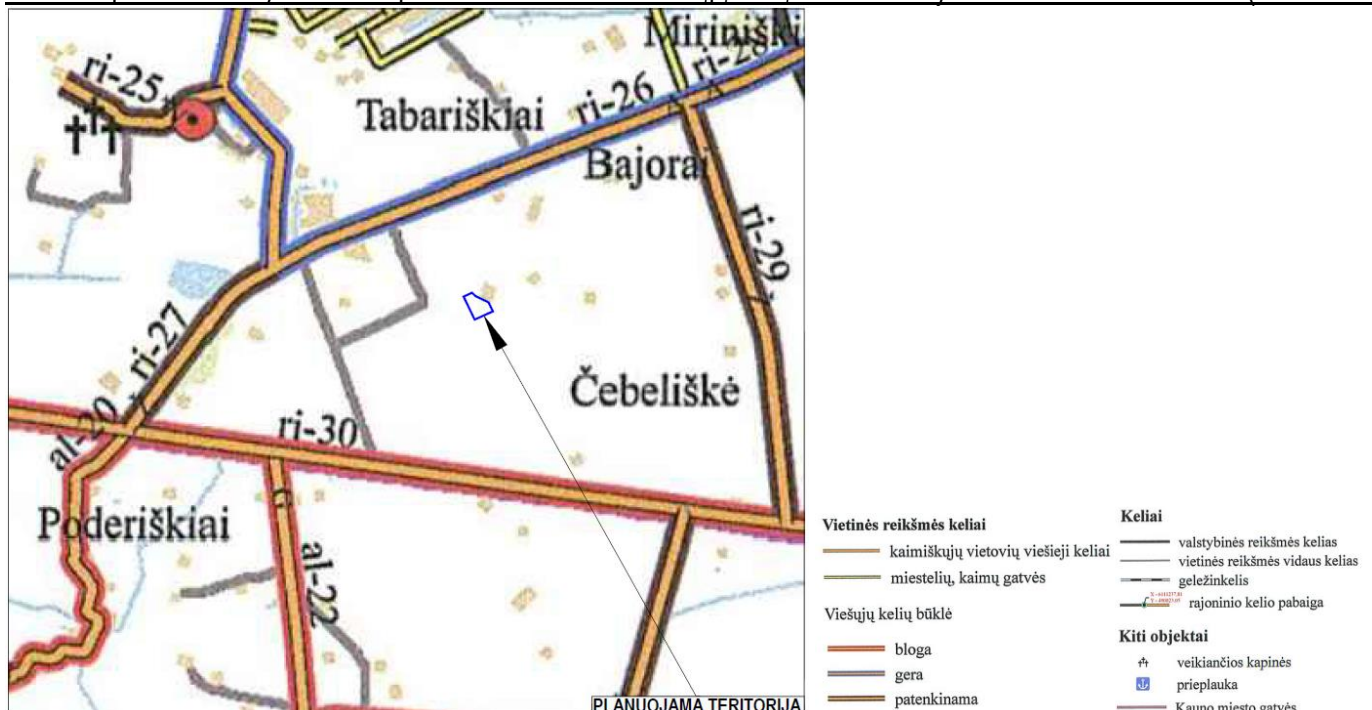 Miriniški
ri-25
ri-26
ri-28
Tabariškiai
Bajorai
ri-29
ri-27
Čebeliškė
al-20
ri-30
Poderiškiai
al-22
PLANUOJAMA TERITORIJA
Vietinės reikšmės keliai
kaimiškųjų vietovių viešieji keliai
miestelių, kaimų gatvės
Viešųjų kelių būklė
bloga
gera
patenkinama
Keliai
valstybinės reikšmės kelias
vietinės reikšmės vidaus kelias
geležinkelis
rajoninio kelio pabaiga
Kiti objektai
veikiančios kapinės
prieplauka
Kauno miesto gatvės